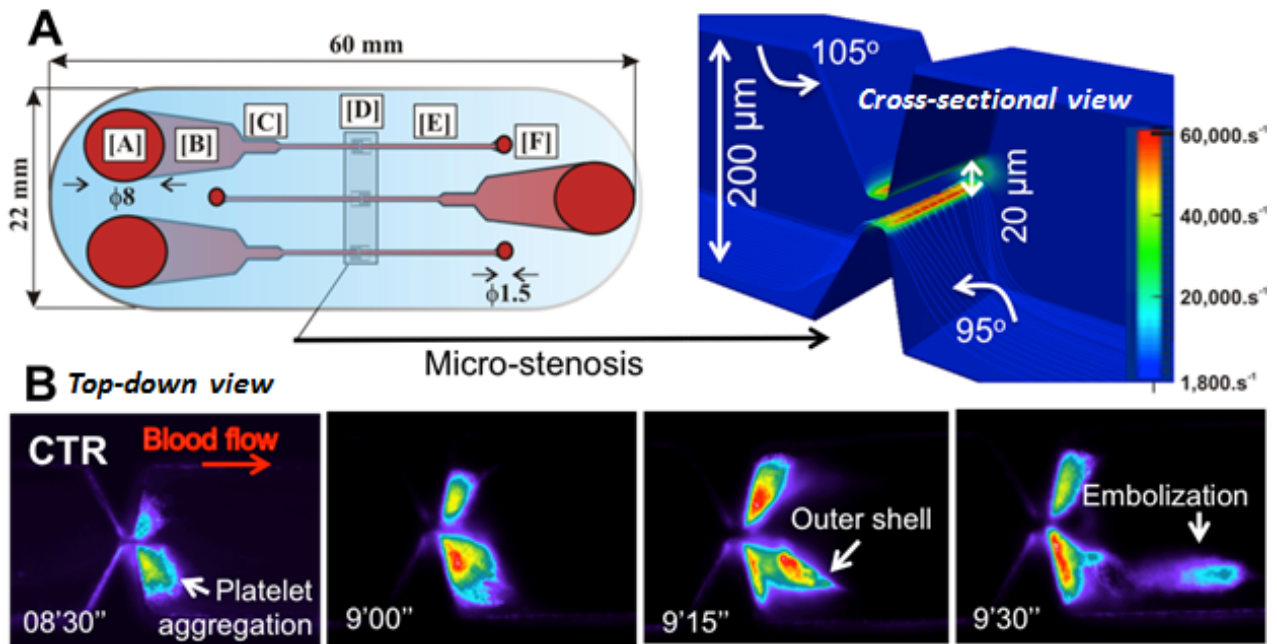 A
60 mm
22 mm
[A]
[B]
[C]
[D]
[E]
[F]
ϕ8
ϕ1.5
Micro-stenosis
105°
Cross-sectional view
200 µm
20 µm
95°
60,000.s⁻¹
40,000.s⁻¹
20,000.s⁻¹
1,800.s⁻¹
B Top-down view
CTR
Blood flow
Platelet
aggregation
08'30"
9'00"
Outer shell
9'15"
Embolization
9'30"